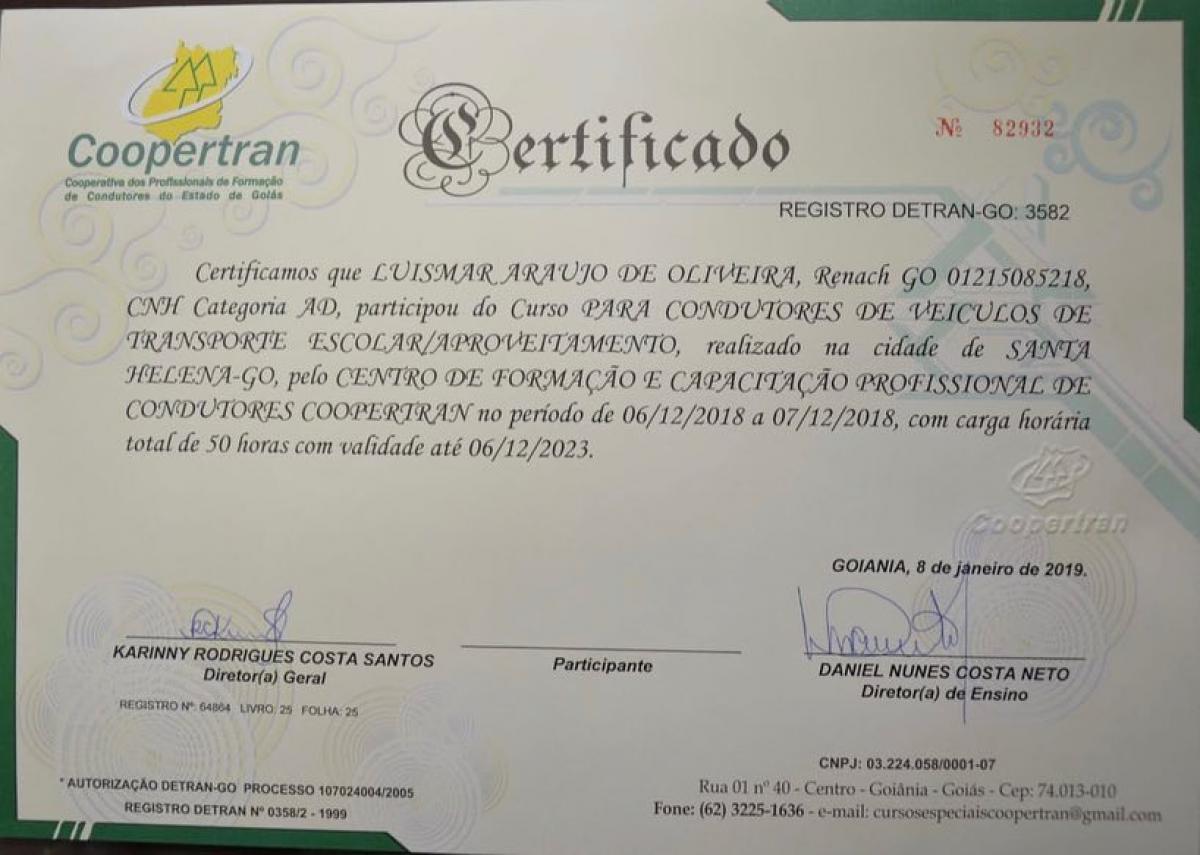 Coopertran
Cooperativa dos Profissionais de Formação
de Condutores do Estado de Goiás
Certificado
Nº 82932
REGISTRO DETRAN-GO: 3582
Certificamos que LUISMAR ARAUJO DE OLIVEIRA, Renach GO 01215085218,
CNH Categoria AD, participou do Curso PARA CONDUTORES DE VEICULOS DE
TRANSPORTE ESCOLAR/APROVEITAMENTO, realizado na cidade de SANTA
HELENA-GO, pelo CENTRO DE FORMAÇÃO E CAPACITAÇÃO PROFISSIONAL DE
CONDUTORES COOPERTRAN no período de 06/12/2018 a 07/12/2018, com carga horária
total de 50 horas com validade até 06/12/2023.
Coopertran
GOIANIA, 8 de janeiro de 2019.
KARINNY RODRIGUES COSTA SANTOS
Diretor(a) Geral
REGISTRO Nº: 64864 LIVRO: 25 FOLHA: 25
Participante
DANIEL NUNES COSTA NETO
Diretor(a) de Ensino
* AUTORIZAÇÃO DETRAN-GO PROCESSO 107024004/2005
REGISTRO DETRAN Nº 0358/2 - 1999
CNPJ: 03.224.058/0001-07
Rua 01 nº 40 - Centro - Goiânia - Goiás - Cep: 74.013-010
Fone: (62) 3225-1636 - e-mail: cursosespeciaiscoopertran@gmail.com